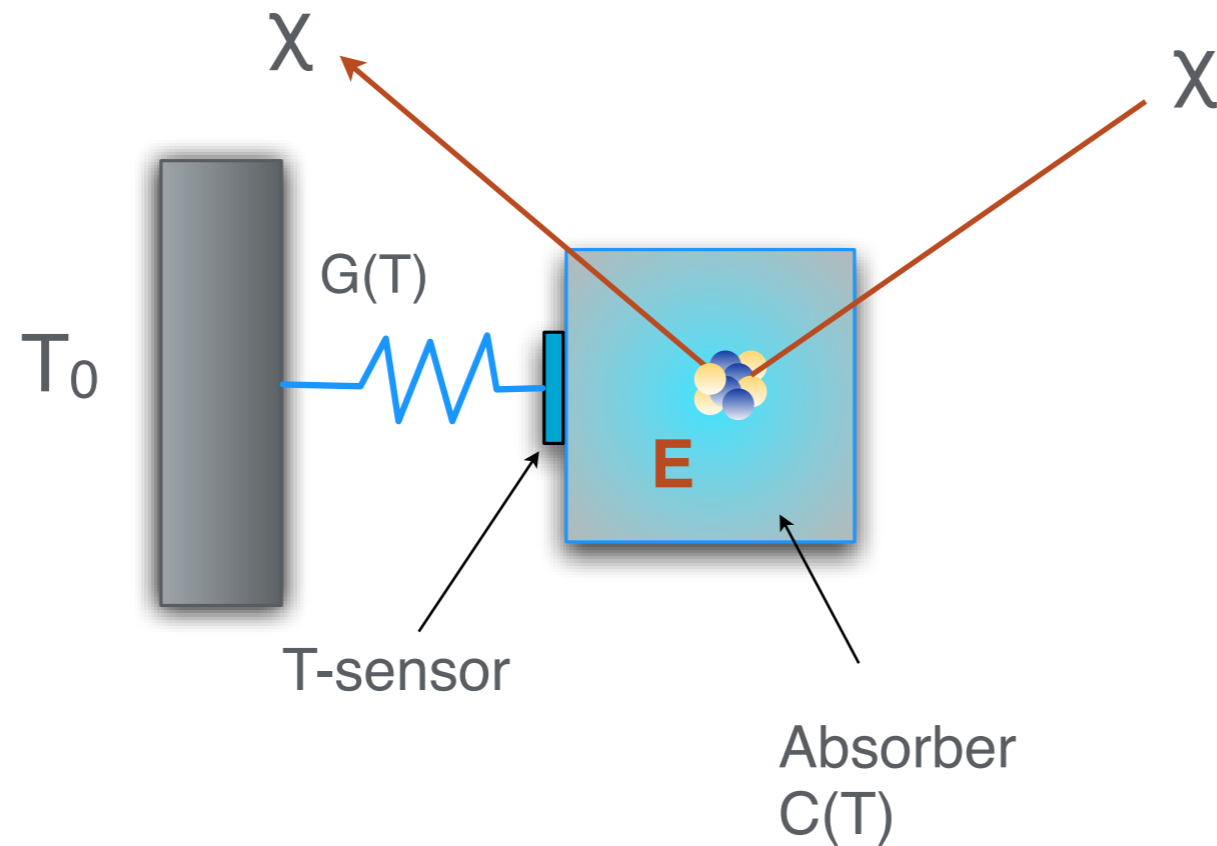 χ
χ
G(T)
T₀
E
T-sensor
Absorber
C(T)